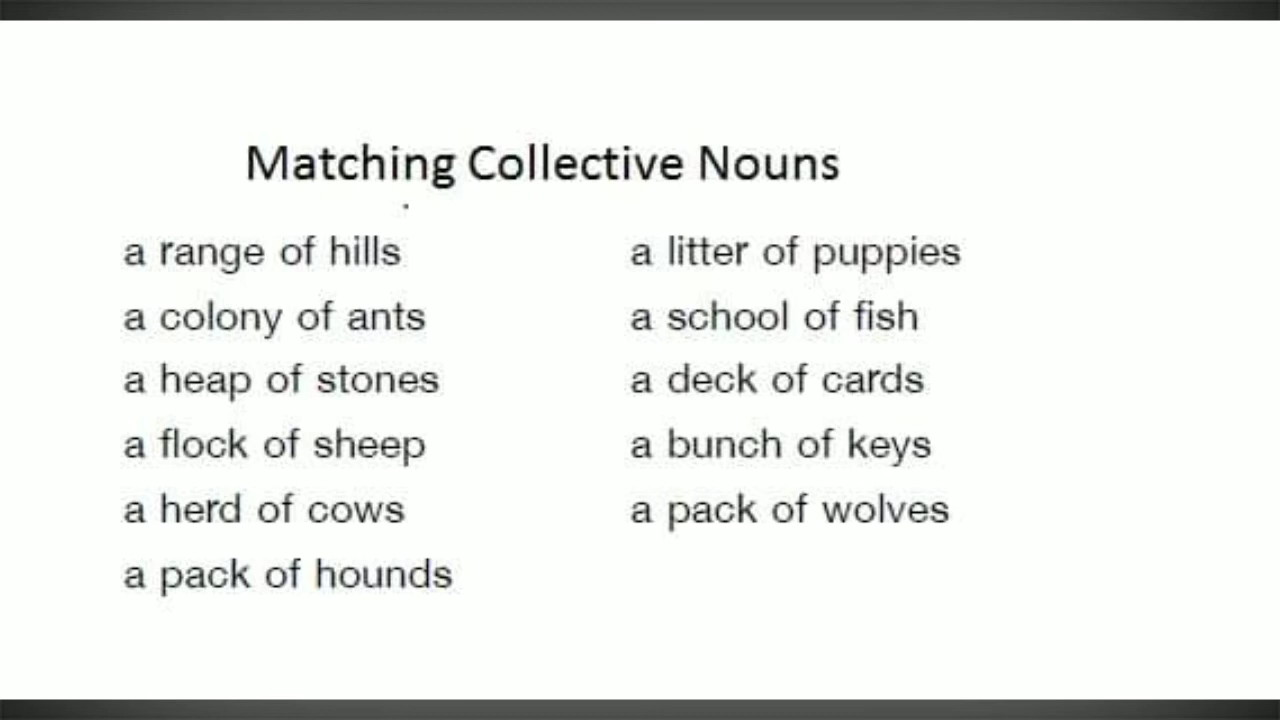 Matching Collective Nouns
a range of hills
a colony of ants
a heap of stones
a flock of sheep
a herd of cows
a pack of hounds
a litter of puppies
a school of fish
a deck of cards
a bunch of keys
a pack of wolves